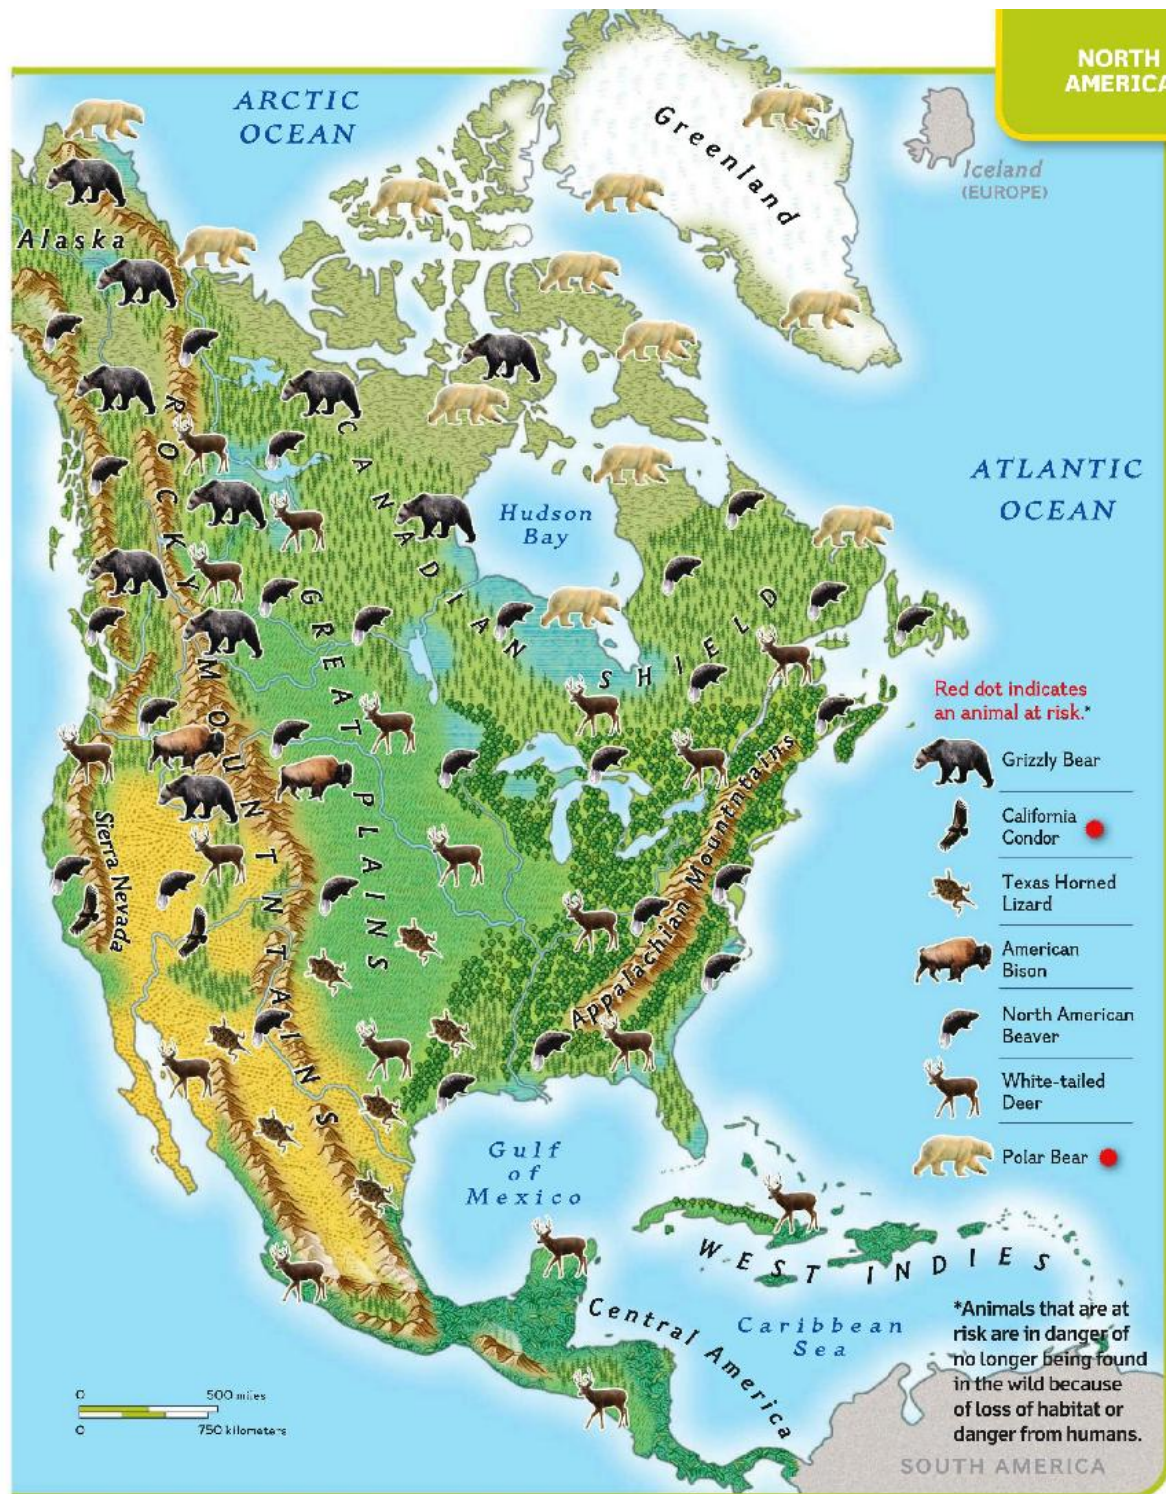 NORTH
AMERICA
ARCTIC
OCEAN
Greenland
Iceland
(EUROPE)
Alaska
ROCKY MOUNTNTAINS
CANADIAN SHIELD
Hudson
Bay
ATLANTIC
OCEAN
GREAT PLAINS
Sierra Nevada
Appalachian Mountntains
Red dot indicates
an animal at risk.*
Grizzly Bear
California
Condor
Texas Horned
Lizard
American
Bison
North American
Beaver
White-tailed
Deer
Polar Bear
Gulf
of
Mexico
WEST INDIES
Central America
Caribbean
Sea
*Animals that are at
risk are in danger of
no longer being found
in the wild because
of loss of habitat or
danger from humans.
0 500 miles
0 750 kilometers
SOUTH AMERICA